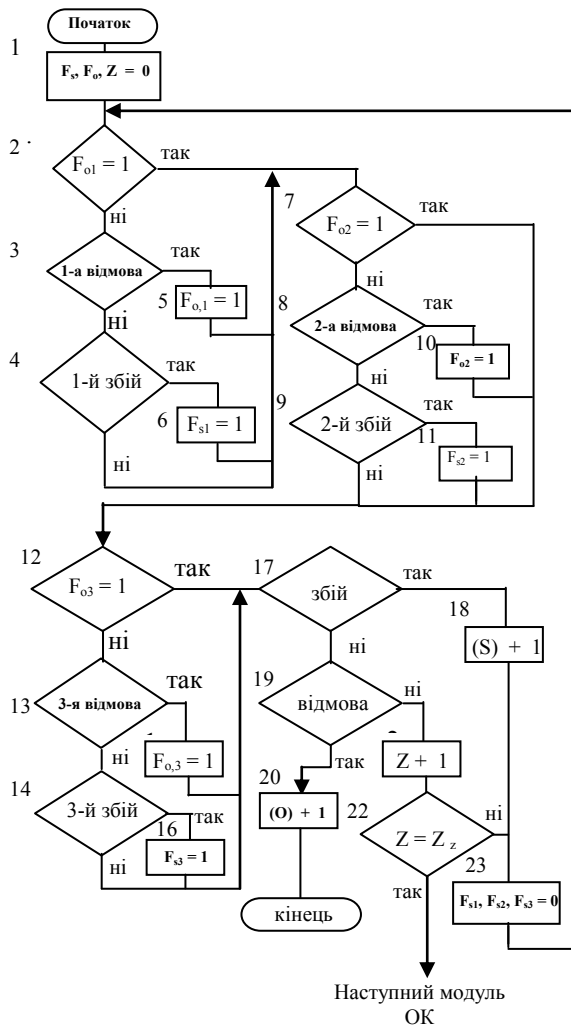 Початок
1
Fs, Fo, Z = 0
2 .
Fo1 = 1
так
ні
7
Fo2 = 1
так
ні
3
1-а відмова
так
5
Fo,1 = 1
ні
8
2-а відмова
так
10
Fo2 = 1
ні
4
1-й збій
так
6
Fs1 = 1
ні
9
2-й збій
так
11
Fs2 = 1
ні
12
Fo3 = 1
так
ні
17
збій
так
ні
18
(S) + 1
13
3-я відмова
так
Fo,3 = 1
ні
19
відмова
ні
так
Z + 1
14
3-й збій
так
16
Fs3 = 1
ні
20
(O) + 1
кінець
22
Z = Z z
ні
так
23
Fs1, Fs2, Fs3 = 0
Наступний модуль
ОК